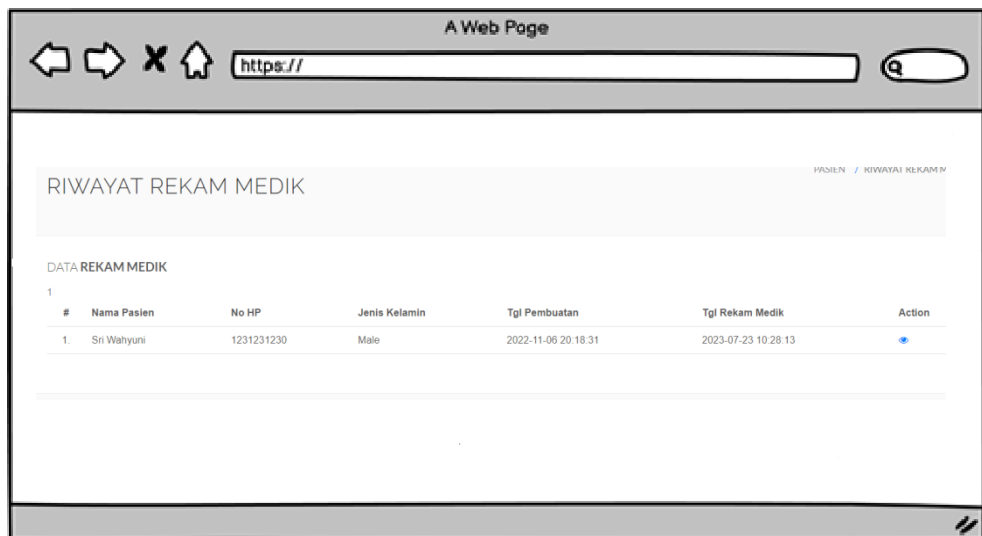 A Web Page
https://
PASIEN / RIWAYAT REKAM M
RIWAYAT REKAM MEDIK
DATA REKAM MEDIK
1
# Nama Pasien No HP Jenis Kelamin Tgl Pembuatan Tgl Rekam Medik Action
1. Sri Wahyuni 1231231230 Male 2022-11-06 20:18:31 2023-07-23 10:28:13